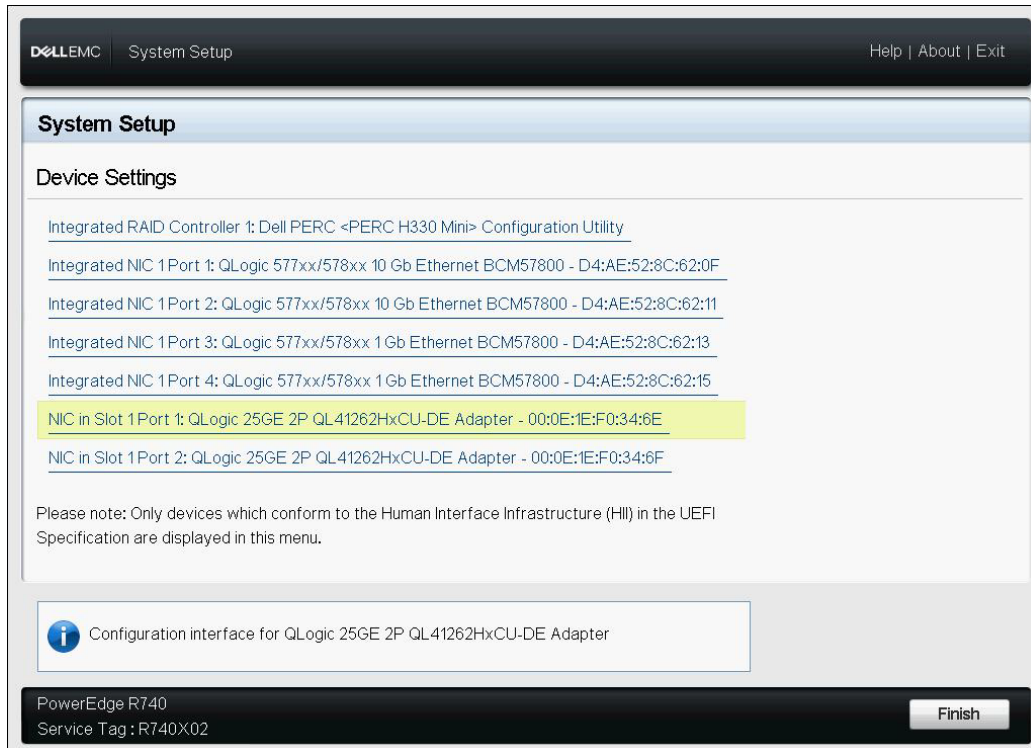 DELLEMC System Setup Help | About | Exit
System Setup
Device Settings
Integrated RAID Controller 1: Dell PERC <PERC H330 Mini> Configuration Utility
Integrated NIC 1 Port 1: QLogic 577xx/578xx 10 Gb Ethernet BCM57800 - D4:AE:52:8C:62:0F
Integrated NIC 1 Port 2: QLogic 577xx/578xx 10 Gb Ethernet BCM57800 - D4:AE:52:8C:62:11
Integrated NIC 1 Port 3: QLogic 577xx/578xx 1 Gb Ethernet BCM57800 - D4:AE:52:8C:62:13
Integrated NIC 1 Port 4: QLogic 577xx/578xx 1 Gb Ethernet BCM57800 - D4:AE:52:8C:62:15
NIC in Slot 1 Port 1: QLogic 25GE 2P QL41262HxCU-DE Adapter - 00:0E:1E:F0:34:6E
NIC in Slot 1 Port 2: QLogic 25GE 2P QL41262HxCU-DE Adapter - 00:0E:1E:F0:34:6F
Please note: Only devices which conform to the Human Interface Infrastructure (HII) in the UEFI
Specification are displayed in this menu.
Configuration interface for QLogic 25GE 2P QL41262HxCU-DE Adapter
PowerEdge R740
Service Tag : R740X02
Finish